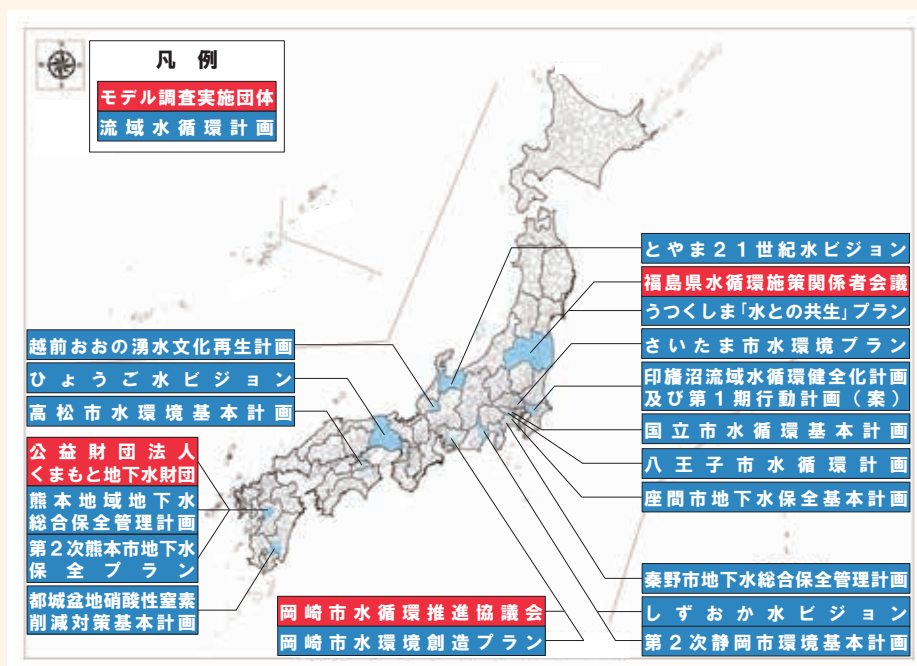 凡 例
モデル調査実施団体
流域水循環計画
とやま21世紀水ビジョン
福島県水循環施策関係者会議
うつくしま「水との共生」プラン
さいたま市水環境プラン
印旛沼流域水循環健全化計画
及び第1期行動計画（案）
国立市水循環基本計画
八王子市水循環計画
座間市地下水保全基本計画
秦野市地下水総合保全管理計画
しずおか水ビジョン
第2次静岡市環境基本計画
越前おおの湧水文化再生計画
ひょうご水ビジョン
高松市水環境基本計画
公益財団法人
くまもと地下水財団
熊本地域地下水
総合保全管理計画
第2次熊本市地下水
保全プラン
都城盆地硝酸性窒素
削減対策基本計画
岡崎市水循環推進協議会
岡崎市水環境創造プラン